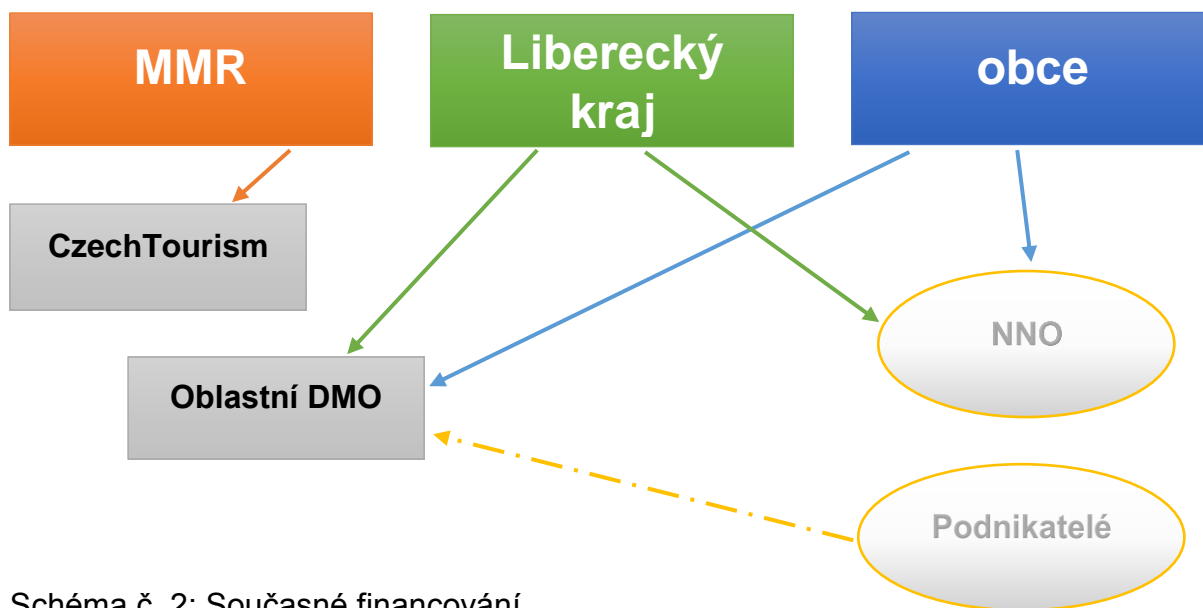 MMR
Liberecký
kraj
obce
CzechTourism
NNO
Oblastní DMO
Podnikatelé
Schéma č. 2: Současné financování